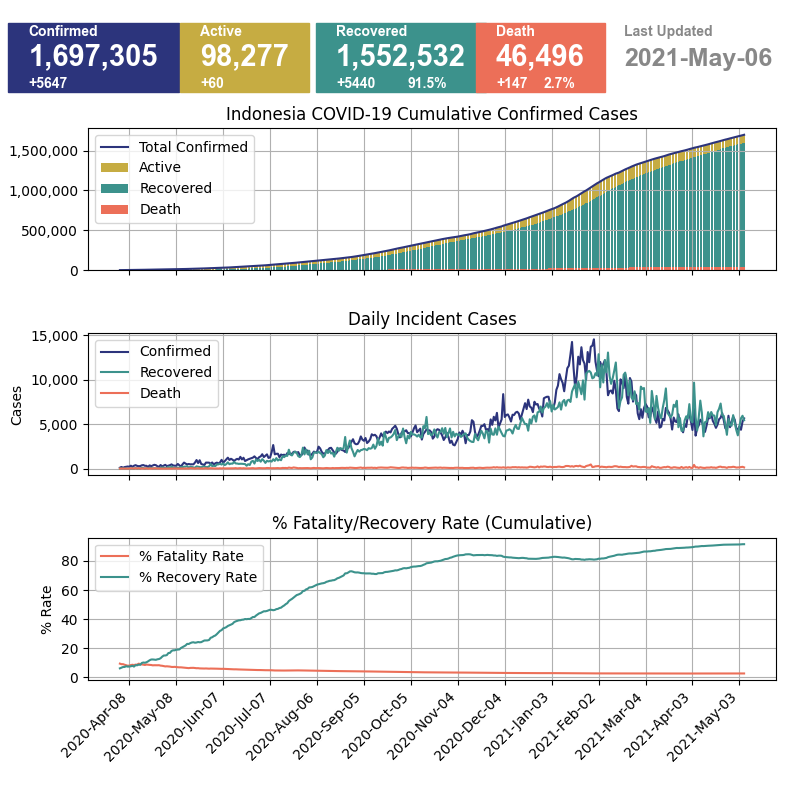 Confirmed
1,697,305
+5647
Active
98,277
+60
Recovered
1,552,532
+5440 91.5%
Death
46,496
+147 2.7%
Last Updated
2021-May-06
Indonesia COVID-19 Cumulative Confirmed Cases
Total Confirmed
Active
Recovered
Death
1,500,000
1,000,000
500,000
0
Daily Incident Cases
Confirmed
Recovered
Death
15,000
10,000
5,000
0
Cases
% Fatality/Recovery Rate (Cumulative)
% Fatality Rate
% Recovery Rate
80
60
40
20
0
% Rate
2020-Apr-08
2020-May-08
2020-Jun-07
2020-Jul-07
2020-Aug-06
2020-Sep-05
2020-Oct-05
2020-Nov-04
2020-Dec-04
2021-Jan-03
2021-Feb-02
2021-Mar-04
2021-Apr-03
2021-May-03